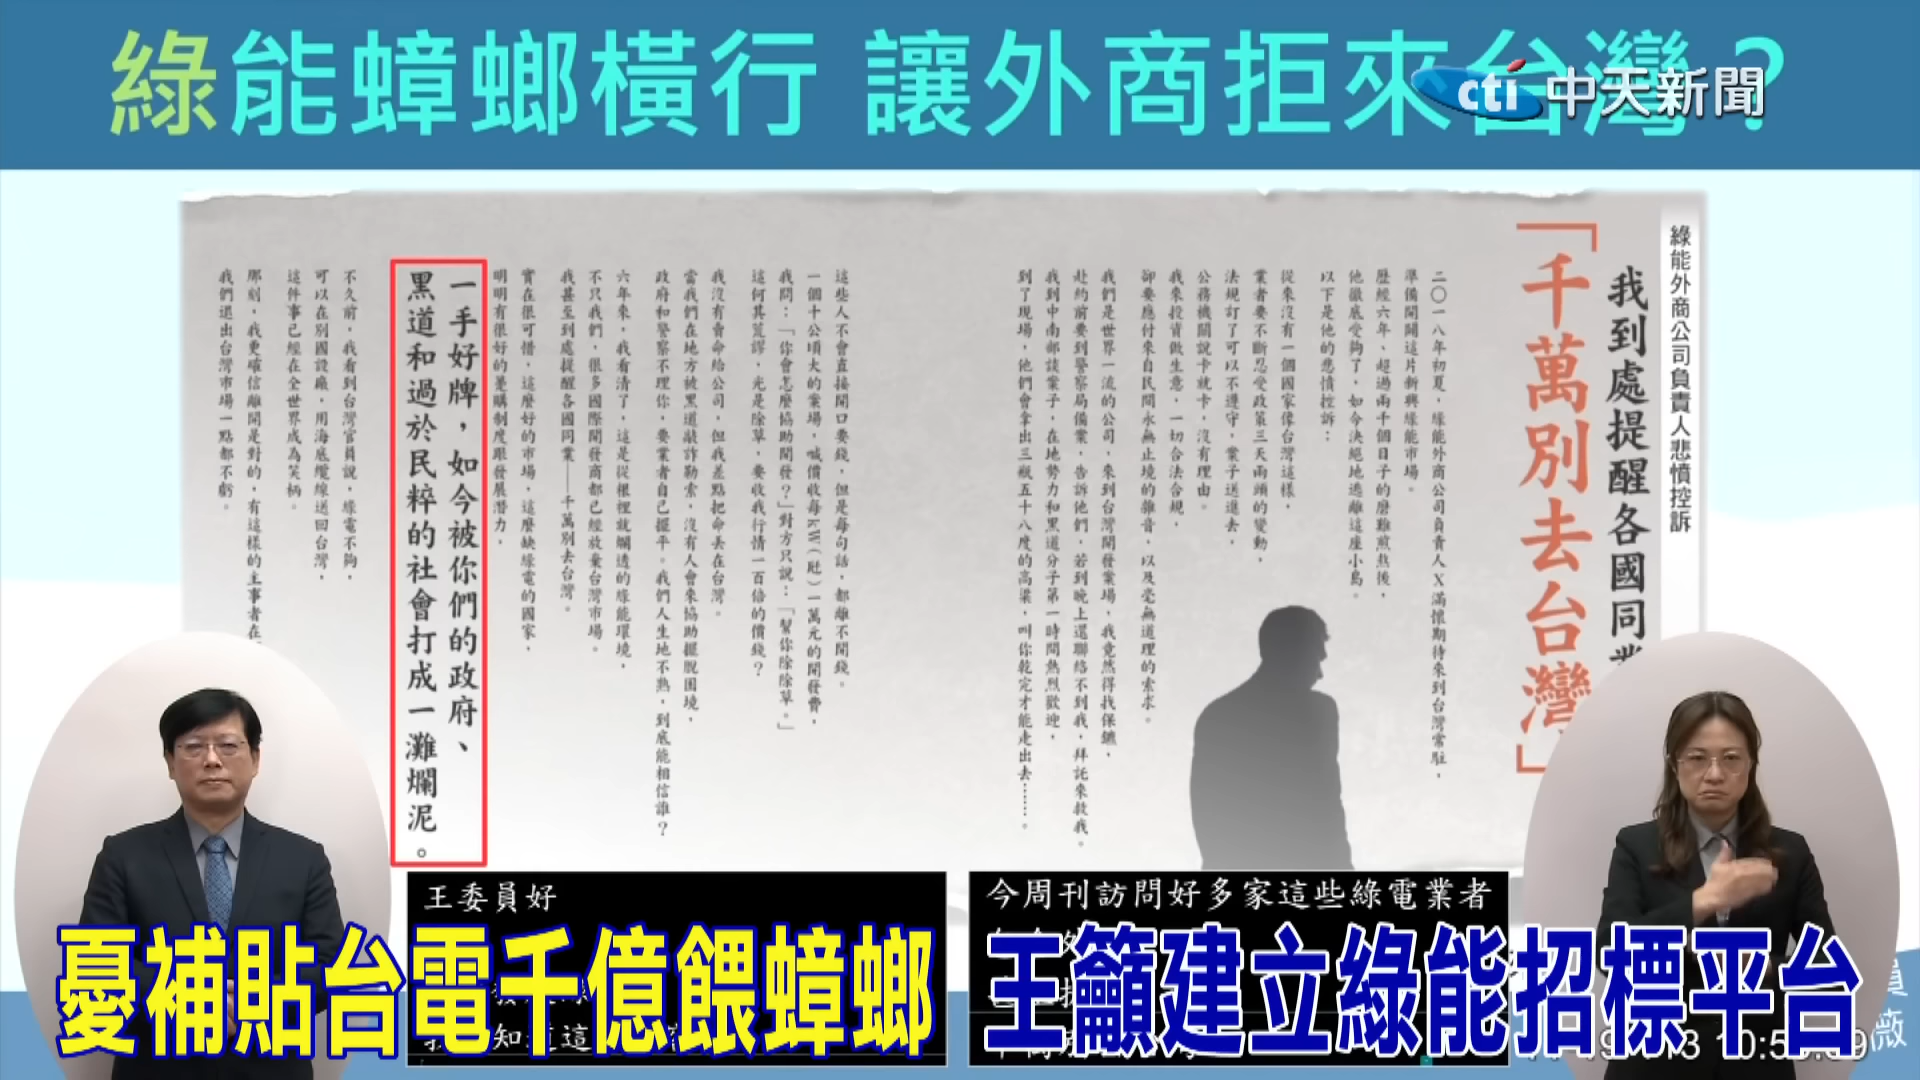 綠能蟑螂橫行 讓外商拒來台灣?
cti 中天新聞
綠能外商公司負責人悲憤控訴
我到處提醒各國同業
「千萬別去台灣」
二〇一八年初夏，綠能外商公司負責人X滿懷期待來到台灣常駐，
準備開闢這片新興綠能市場。
歷經六年、超過兩千個日子的磨難煎熬後，
他徹底受夠了，如今決絕地逃離這座小島。
以下是他的悲憤控訴：
從來沒有一個國家像台灣這樣，
業者要不斷忍受政策三天兩頭的變動，
法規訂了可以不遵守，案子送進去，
公務機關說卡就卡，沒有理由。
我來投資做生意，一切合法合規，
卻要應付來自民間永無止境的雜音，以及毫無道理的索求。
我們是世界一流的公司，來到台灣開發案場，我竟然得找保鑣，
赴約前要到警察局備案，告訴他們，若到晚上還聯絡不到我，拜託來救我。
我到中南部談案子，在地勢力和黑道分子第一時間熱烈歡迎，
到了現場，他們會拿出三瓶五十八度的高粱，叫你乾完才能走出去……。
這些人不會直接開口要錢，但是每句話，都離不開錢。
一個十公頃大的案場，喊價收每kW（瓩）一萬元的開發費，
我問：「你會怎麼協助開發？」對方只說：「幫你除除草。」
這何其荒謬，光是除草，要收我行情一百倍的價錢？
我沒有賣命給公司，但我差點把命丟在台灣。
當我們在地方被黑道敲詐勒索，沒有人會來協助擺脫困境，
政府和警察不理你，要業者自己擺平。我們人生地不熟，到底能相信誰？
六年來，我看清了，這是從根裡就爛透的綠能環境，
不只我們，很多國際開發商都已經放棄台灣市場。
我甚至到處提醒各國同業——千萬別去台灣。
實在很可惜，這麼好的市場，這麼缺綠電的國家，
明明有很好的躉購制度跟發展潛力，
一手好牌，如今被你們的政府、
黑道和過於民粹的社會打成一灘爛泥。
不久前，我看到台灣官員說，綠電不夠，
可以在別國設廠，用海底纜線送回台灣，
這件事已經在全世界成為笑柄。
那刻，我更確信離開是對的，有這樣的主事者在
我們退出台灣市場一點都不虧。
王委員好
今周刊訪問好多家這些綠電業者
憂補貼台電千億餵蟑螂 王籲建立綠能招標平台